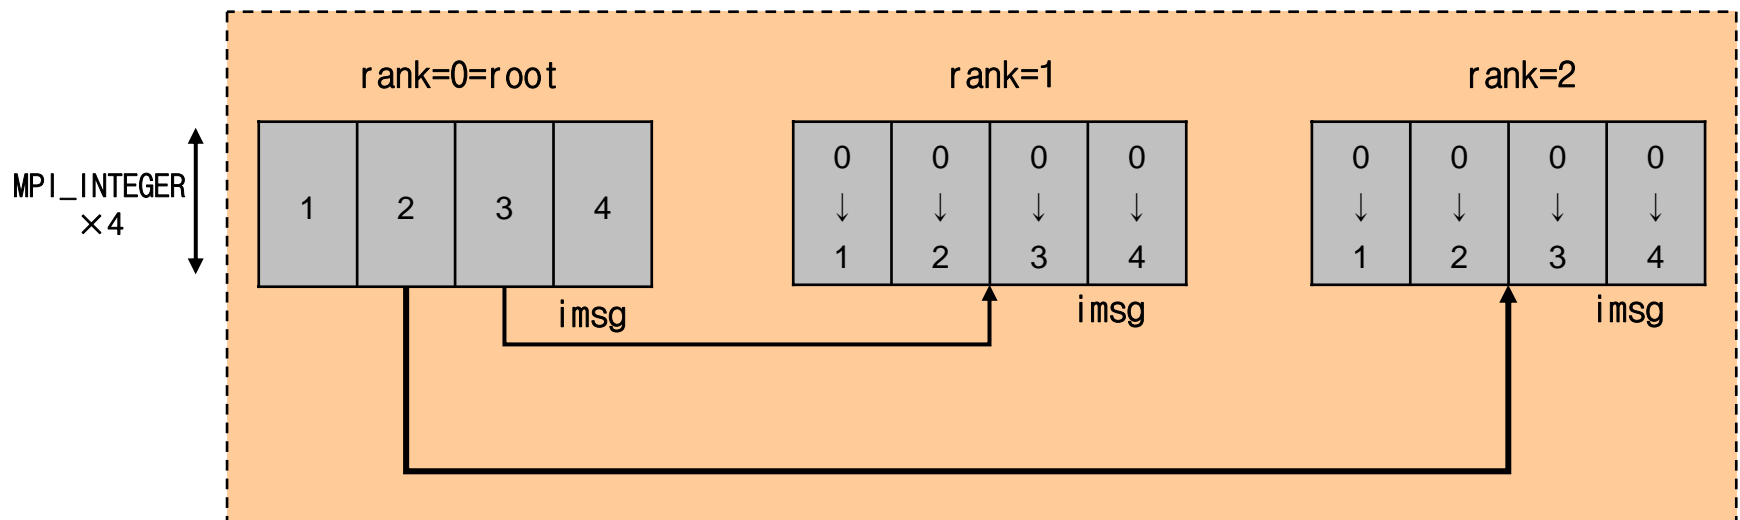 rank=0=root
rank=1
rank=2
MPI_INTEGER
×4
1 2 3 4
0 0 0 0
↓ ↓ ↓ ↓
1 2 3 4
0 0 0 0
↓ ↓ ↓ ↓
1 2 3 4
imsg
imsg
imsg